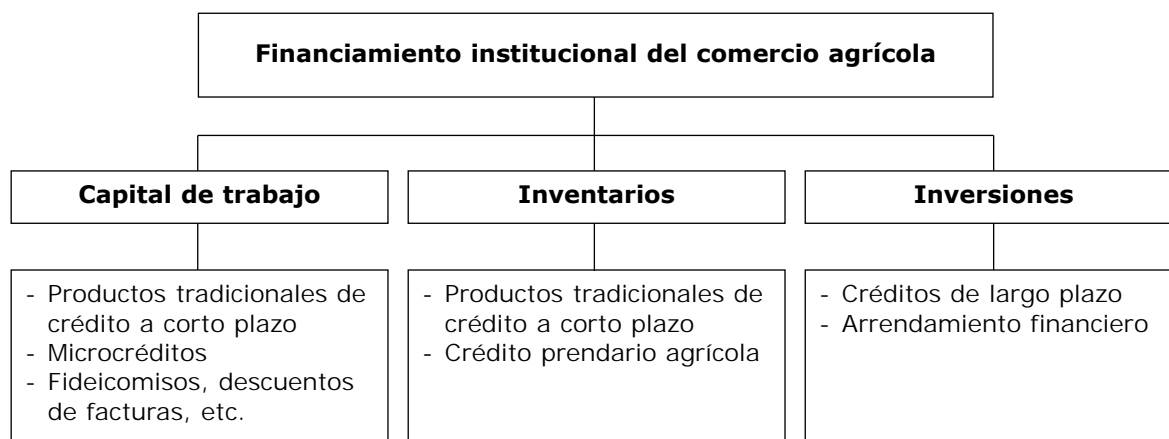 Financiamiento institucional del comercio agrícola
Capital de trabajo
Inventarios
Inversiones
- Productos tradicionales de
crédito a corto plazo
- Microcréditos
- Fideicomisos, descuentos
de facturas, etc.
- Productos tradicionales de
crédito a corto plazo
- Crédito prendario agrícola
- Créditos de largo plazo
- Arrendamiento financiero